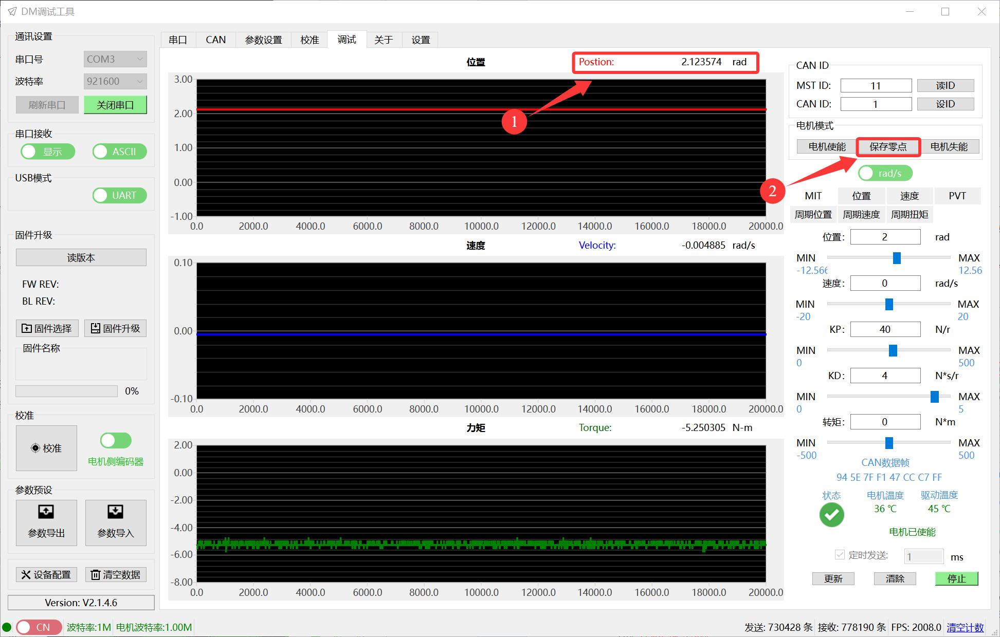 DM调试工具
通讯设置
串口号 COM3
波特率 921600
刷新串口 关闭串口
串口接收
显示 ASCII
USB模式
UART
固件升级
读版本
FW REV:
BL REV:
固件选择 固件升级
固件名称
0%
校准
校准
电机侧编码器
参数预设
参数导出 参数导入
设备配置 清空数据
Version: V2.1.4.6
串口 CAN 参数设置 校准 调试 关于 设置
位置 Postion: 2.123574 rad
3.00
2.00
1.00
0.00
-1.00
0.0 2000.0 4000.0 6000.0 8000.0 10000.0 12000.0 14000.0 16000.0 18000.0 20000.0
1
速度 Velocity: -0.004885 rad/s
0.10
0.00
-0.10
0.0 2000.0 4000.0 6000.0 8000.0 10000.0 12000.0 14000.0 16000.0 18000.0 20000.0
力矩 Torque: -5.250305 N-m
2.00
0.00
-2.00
-4.00
-6.00
-8.00
0.0 2000.0 4000.0 6000.0 8000.0 10000.0 12000.0 14000.0 16000.0 18000.0 20000.0
CAN ID
MST ID: 11 读ID
CAN ID: 1 设ID
电机模式
电机使能 保存零点 电机失能
2
rad/s
MIT 位置 速度 PVT
周期位置 周期速度 周期扭矩
位置: 2 rad
MIN MAX
-12.566 12.56
速度: 0 rad/s
MIN MAX
-20 20
KP: 40 N/r
MIN MAX
0 500
KD: 4 N*s/r
MIN MAX
0 5
转矩: 0 N*m
MIN MAX
-500 500
CAN数据帧
94 5E 7F F1 47 CC C7 FF
状态 电机温度 驱动温度
36 ℃ 45 ℃
电机已使能
定时发送: 1 ms
更新 清除 停止
CN 波特率:1M 电机波特率:1.00M
发送: 730428 条 接收: 778190 条 FPS: 2008.0 清空计数